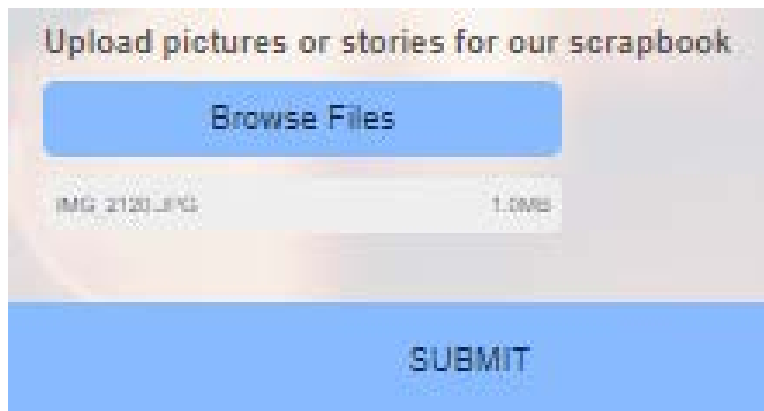 Upload pictures or stories for our scrapbook
Browse Files
IMG_2120.JPG 1.0MB
SUBMIT